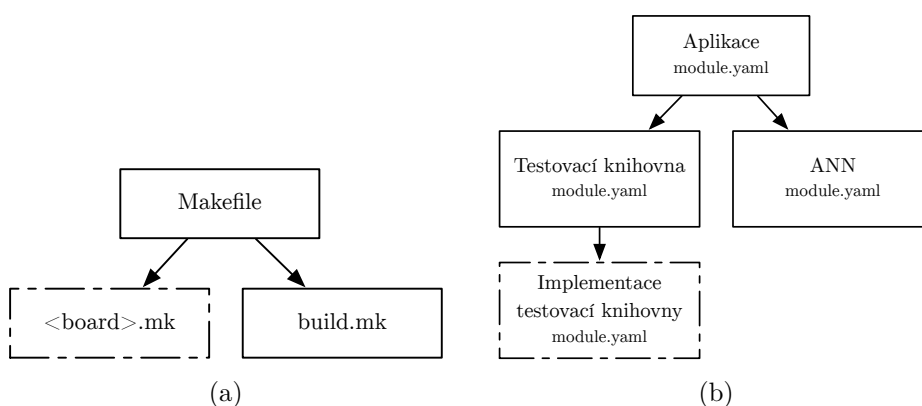 Makefile
<board>.mk
build.mk
(a)
Aplikace
module.yaml
Testovací knihovna
module.yaml
ANN
module.yaml
Implementace
testovací knihovny
module.yaml
(b)